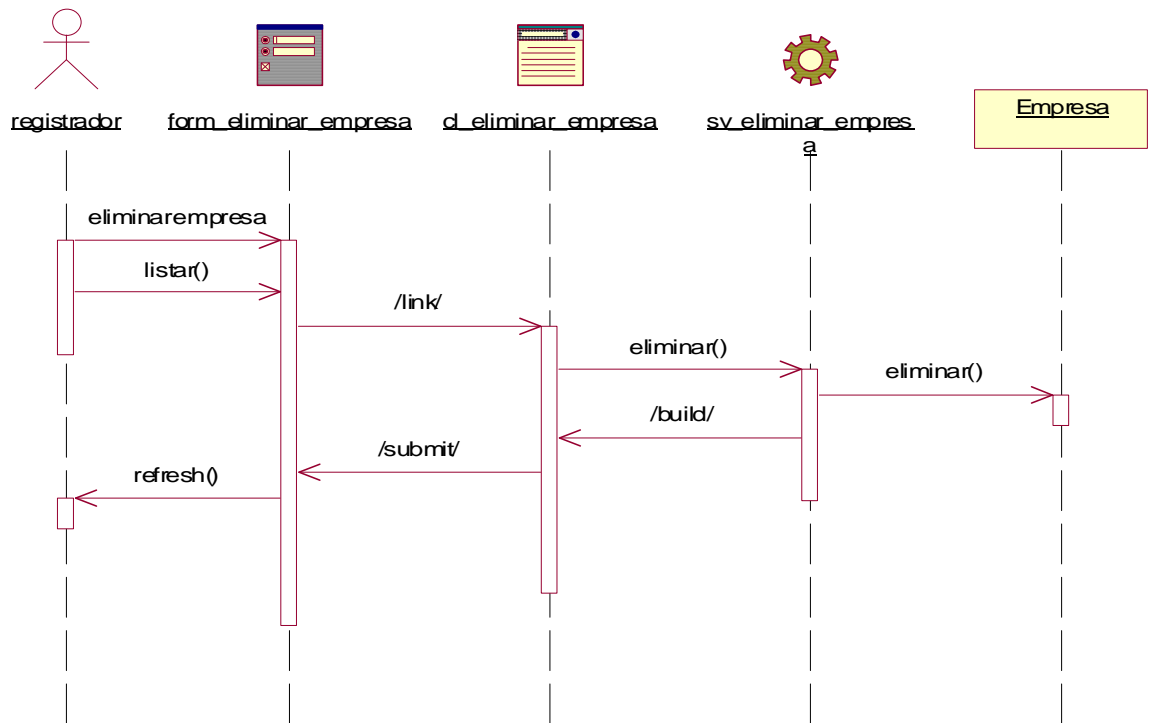 registrador
form_eliminar_empresa
cl_eliminar_empresa
sv_eliminar_empres
a
Empresa
eliminarempresa
listar()
/link/
eliminar()
eliminar()
/build/
/submit/
refresh()